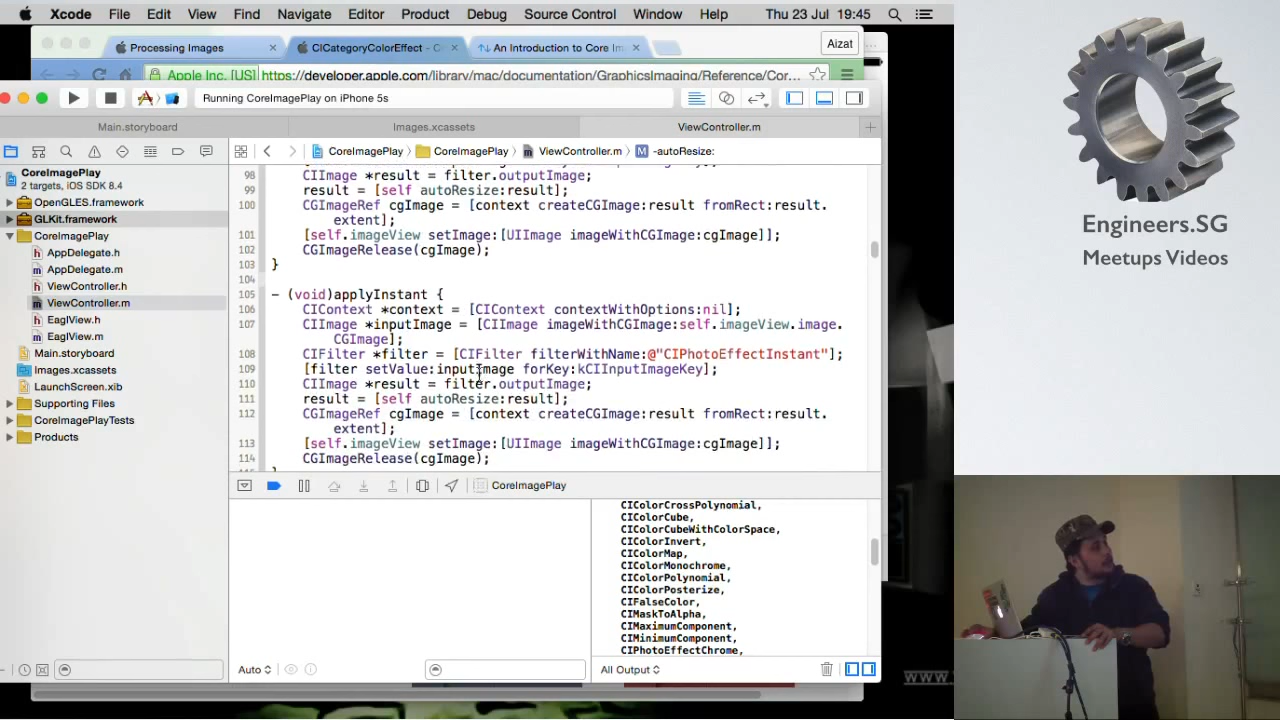 Xcode File Edit View Find Navigate Editor Product Debug Source Control Window Help Thu 23 Jul 19:45
Processing Images
CICategoryColorEffect - C
An Introduction to Core Im
Aizat
Apple Inc. [US] https://developer.apple.com/library/mac/documentation/GraphicsImaging/Reference/Cor...
Running CoreImagePlay on iPhone 5s
Main.storyboard
Images.xcassets
ViewController.m
CoreImagePlay
2 targets, iOS SDK 8.4
OpenGLES.framework
GLKit.framework
CoreImagePlay
AppDelegate.h
AppDelegate.m
ViewController.h
ViewController.m
EaglView.h
EaglView.m
Main.storyboard
Images.xcassets
LaunchScreen.xib
Supporting Files
CoreImagePlayTests
Products
CoreImagePlay CoreImagePlay ViewController.m M -autoResize:
98 CIImage *result = filter.outputImage;
99 result = [self autoResize:result];
100 CGImageRef cgImage = [context createCGImage:result fromRect:result.
extent];
101 [self.imageView setImage:[UIImage imageWithCGImage:cgImage]];
102 CGImageRelease(cgImage);
103 }
104
105 - (void)applyInstant {
106 CIContext *context = [CIContext contextWithOptions:nil];
107 CIImage *inputImage = [CIImage imageWithCGImage:self.imageView.image.
CGImage];
108 CIFilter *filter = [CIFilter filterWithName:@"CIPhotoEffectInstant"];
109 [filter setValue:inputImage forKey:kCIInputImageKey];
110 CIImage *result = filter.outputImage;
111 result = [self autoResize:result];
112 CGImageRef cgImage = [context createCGImage:result fromRect:result.
extent];
113 [self.imageView setImage:[UIImage imageWithCGImage:cgImage]];
114 CGImageRelease(cgImage);
CoreImagePlay
CIColorCrossPolynomial,
CIColorCube,
CIColorCubeWithColorSpace,
CIColorInvert,
CIColorMap,
CIColorMonochrome,
CIColorPolynomial,
CIColorPosterize,
CIFalseColor,
CIMaskToAlpha,
CIMaximumComponent,
CIMinimumComponent,
CIPhotoEffectChrome,
Auto
All Output
www.
Engineers.SG
Meetups Videos